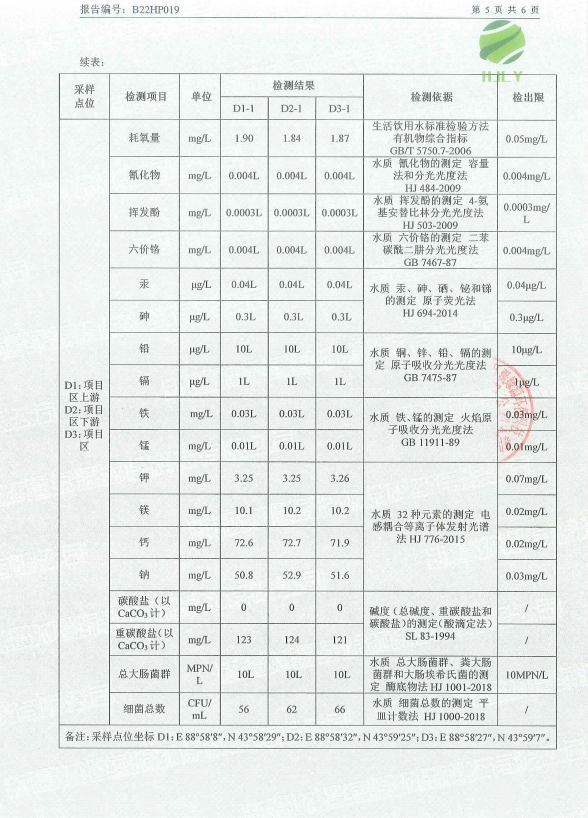 报告编号：B22HP019 第 5 页 共 6 页
HJLY
续表：
采样点位 检测项目 单位 检测结果 检测依据 检出限
D1-1 D2-1 D3-1
D1：项目区上游
D2：项目区下游
D3：项目区
耗氧量 mg/L 1.90 1.84 1.87 生活饮用水标准检验方法 有机物综合指标 GB/T 5750.7-2006 0.05mg/L
氰化物 mg/L 0.004L 0.004L 0.004L 水质 氰化物的测定 容量法和分光光度法 HJ 484-2009 0.004mg/L
挥发酚 mg/L 0.0003L 0.0003L 0.0003L 水质 挥发酚的测定 4-氨基安替比林分光光度法 HJ 503-2009 0.0003mg/L
六价铬 mg/L 0.004L 0.004L 0.004L 水质 六价铬的测定 二苯碳酰二肼分光光度法 GB 7467-87 0.004mg/L
汞 μg/L 0.04L 0.04L 0.04L 水质 汞、砷、硒、铋和锑的测定 原子荧光法 HJ 694-2014 0.04μg/L
砷 μg/L 0.3L 0.3L 0.3L 0.3μg/L
铅 μg/L 10L 10L 10L 水质 铜、锌、铅、镉的测定 原子吸收分光光度法 GB 7475-87 10μg/L
镉 μg/L 1L 1L 1L 1μg/L
铁 mg/L 0.03L 0.03L 0.03L 水质 铁、锰的测定 火焰原子吸收分光光度法 GB 11911-89 0.03mg/L
锰 mg/L 0.01L 0.01L 0.01L 0.01mg/L
钾 mg/L 3.25 3.25 3.26 水质 32 种元素的测定 电感耦合等离子体发射光谱法 HJ 776-2015 0.07mg/L
镁 mg/L 10.1 10.2 10.2 0.02mg/L
钙 mg/L 72.6 72.7 71.9 0.02mg/L
钠 mg/L 50.8 52.9 51.6 0.03mg/L
碳酸盐（以CaCO₃计） mg/L 0 0 0 碱度（总碱度、重碳酸盐和碳酸盐）的测定（酸滴定法） SL 83-1994 /
重碳酸盐（以CaCO₃计） mg/L 123 124 121 /
总大肠菌群 MPN/L 10L 10L 10L 水质 总大肠菌群、粪大肠菌群和大肠埃希氏菌的测定 酶底物法 HJ 1001-2018 10MPN/L
细菌总数 CFU/mL 56 62 66 水质 细菌总数的测定 平皿计数法 HJ 1000-2018 /
备注：采样点位坐标 D1：E 88°58′8″，N 43°58′29″；D2：E 88°58′32″，N 43°59′25″；D3：E 88°58′27″，N 43°59′7″。